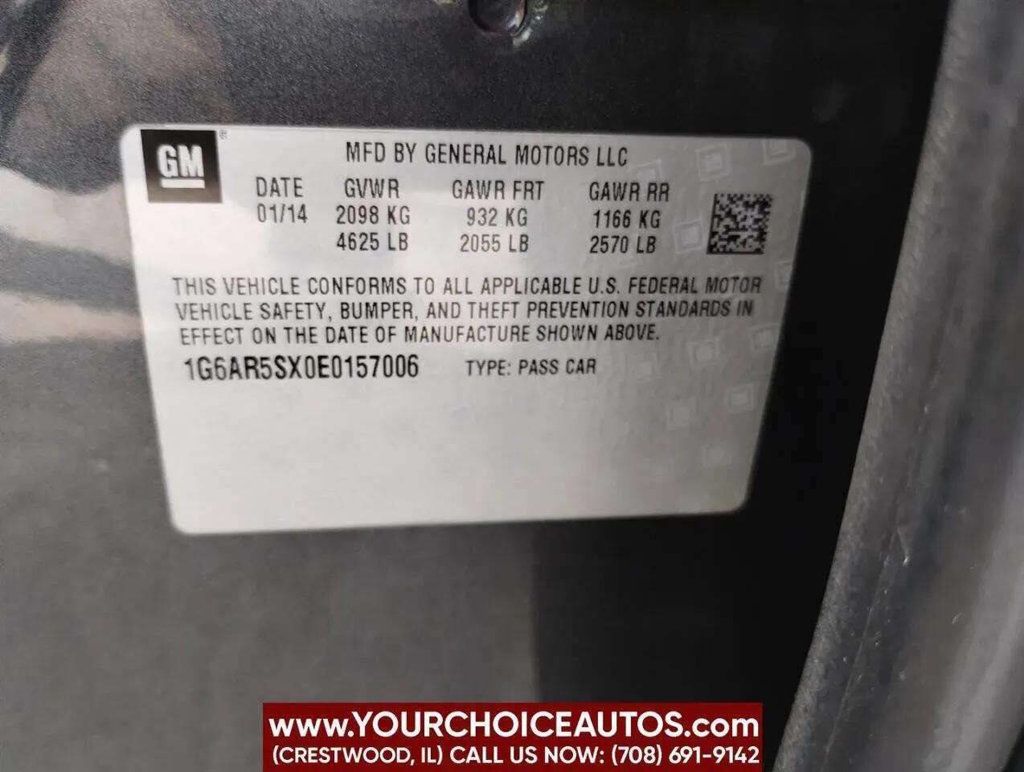 GM ®
MFD BY GENERAL MOTORS LLC
DATE GVWR GAWR FRT GAWR RR
01/14 2098 KG 932 KG 1166 KG
4625 LB 2055 LB 2570 LB
THIS VEHICLE CONFORMS TO ALL APPLICABLE U.S. FEDERAL MOTOR
VEHICLE SAFETY, BUMPER, AND THEFT PREVENTION STANDARDS IN
EFFECT ON THE DATE OF MANUFACTURE SHOWN ABOVE.
1G6AR5SX0E0157006 TYPE: PASS CAR
www.YOURCHOICEAUTOS.com
(CRESTWOOD, IL) CALL US NOW: (708) 691-9142